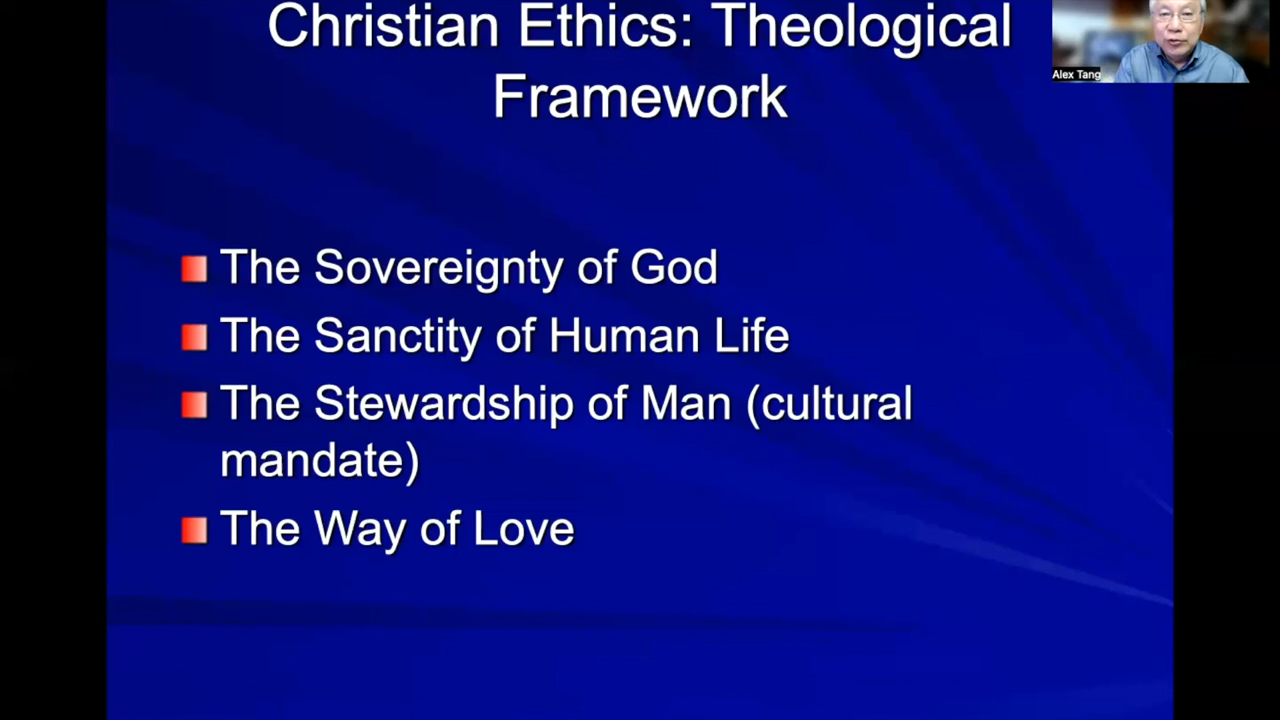 Christian Ethics: Theological
Framework
Alex Tang
The Sovereignty of God
The Sanctity of Human Life
The Stewardship of Man (cultural
mandate)
The Way of Love